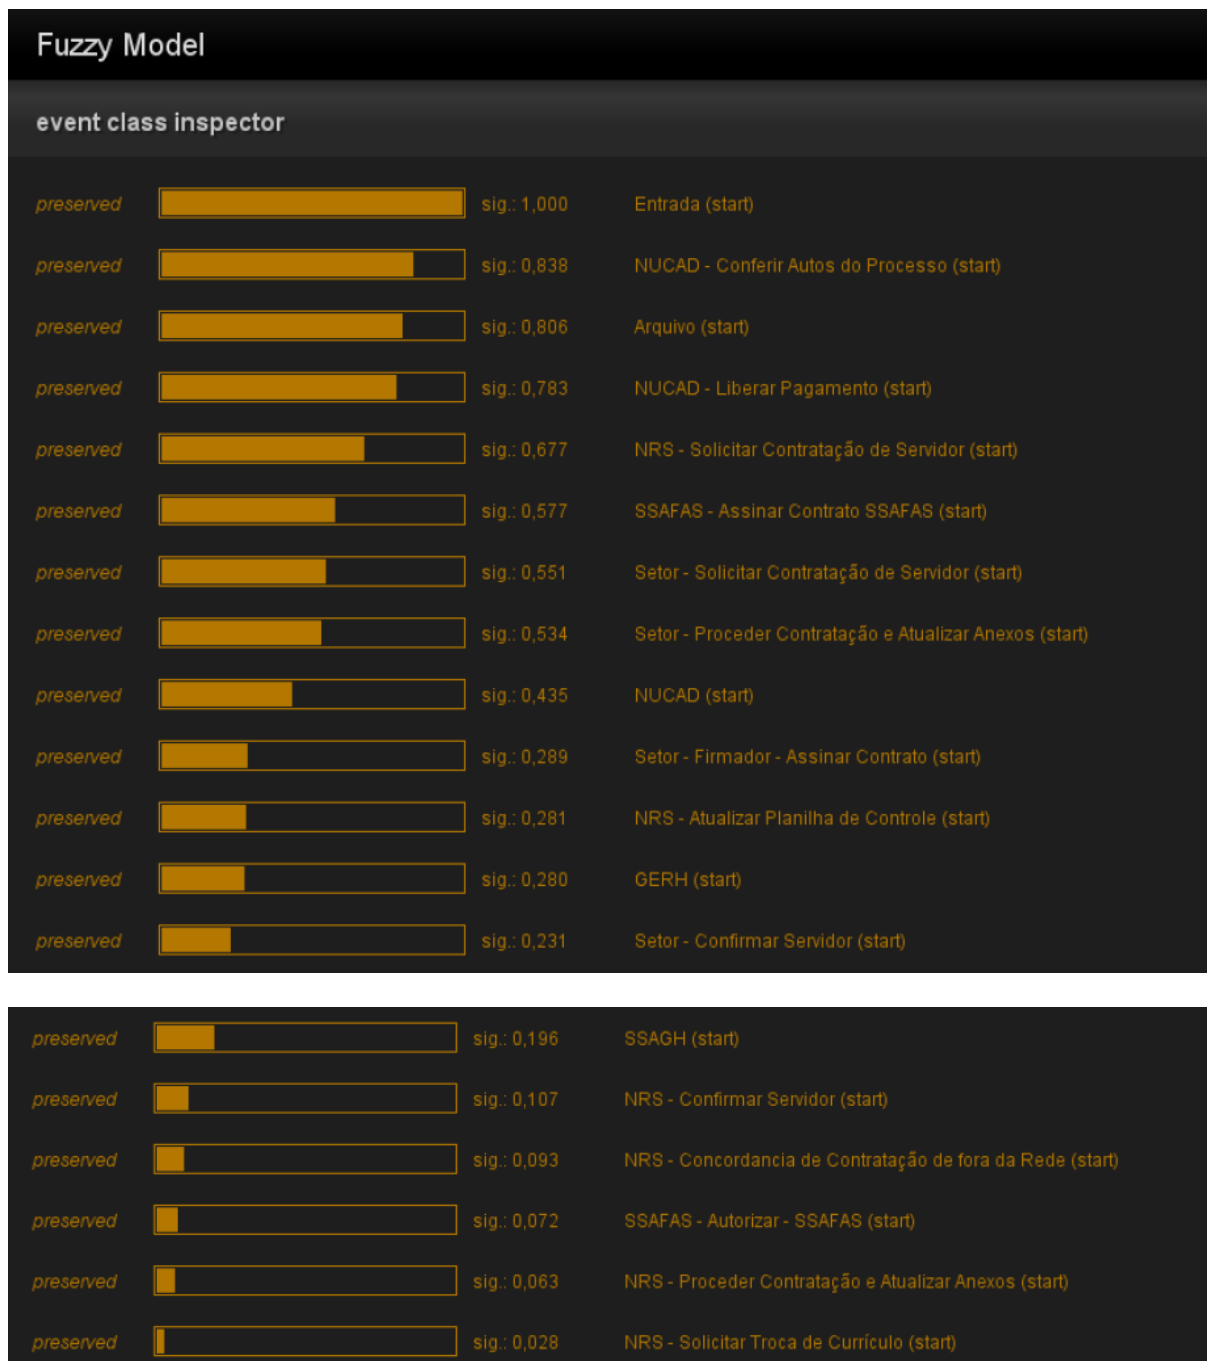 Fuzzy Model
event class inspector
preserved sig.: 1,000 Entrada (start)
preserved sig.: 0,838 NUCAD - Conferir Autos do Processo (start)
preserved sig.: 0,806 Arquivo (start)
preserved sig.: 0,783 NUCAD - Liberar Pagamento (start)
preserved sig.: 0,677 NRS - Solicitar Contratação de Servidor (start)
preserved sig.: 0,577 SSAFAS - Assinar Contrato SSAFAS (start)
preserved sig.: 0,551 Setor - Solicitar Contratação de Servidor (start)
preserved sig.: 0,534 Setor - Proceder Contratação e Atualizar Anexos (start)
preserved sig.: 0,435 NUCAD (start)
preserved sig.: 0,289 Setor - Firmador - Assinar Contrato (start)
preserved sig.: 0,281 NRS - Atualizar Planilha de Controle (start)
preserved sig.: 0,280 GERH (start)
preserved sig.: 0,231 Setor - Confirmar Servidor (start)
preserved sig.: 0,196 SSAGH (start)
preserved sig.: 0,107 NRS - Confirmar Servidor (start)
preserved sig.: 0,093 NRS - Concordancia de Contratação de fora da Rede (start)
preserved sig.: 0,072 SSAFAS - Autorizar - SSAFAS (start)
preserved sig.: 0,063 NRS - Proceder Contratação e Atualizar Anexos (start)
preserved sig.: 0,028 NRS - Solicitar Troca de Currículo (start)